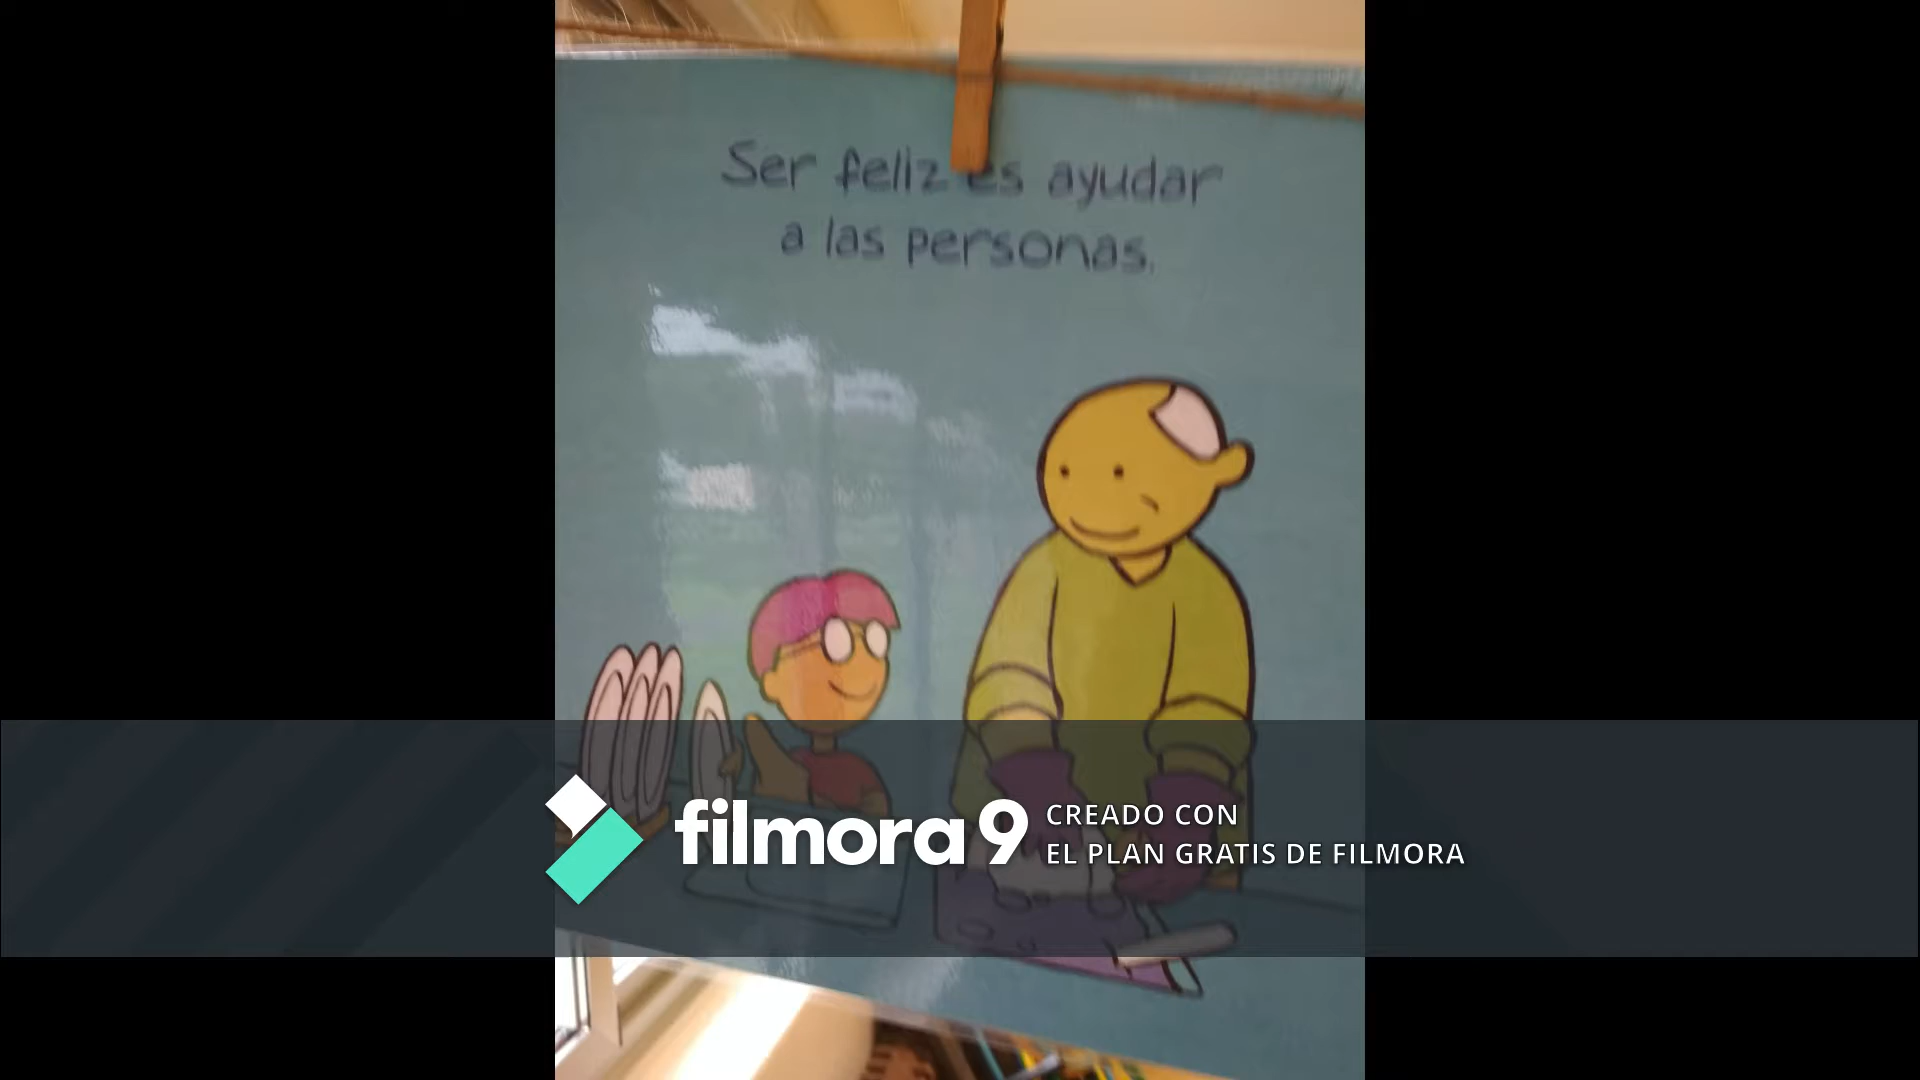 Ser feliz es ayudar
a las personas.
filmora9
CREADO CON
EL PLAN GRATIS DE FILMORA